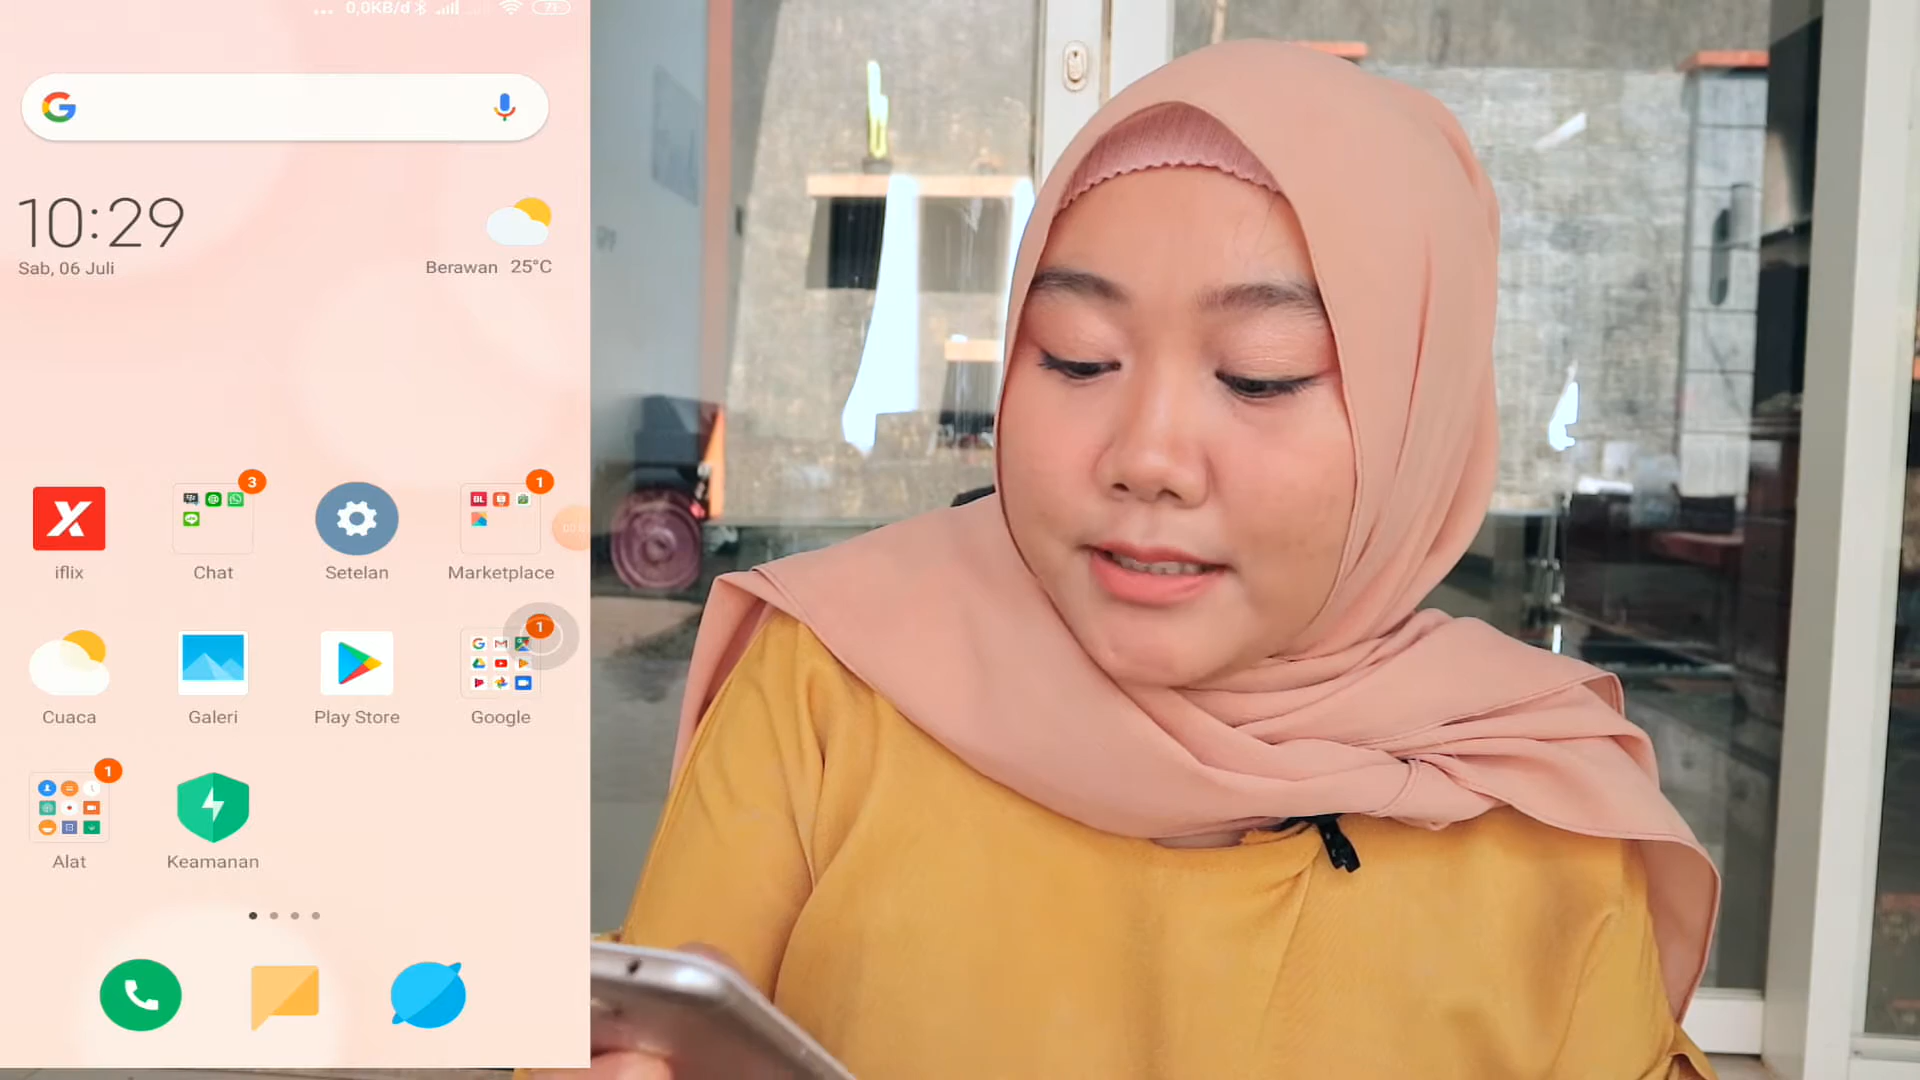 ... 0,0KB/d
10:29
Sab, 06 Juli
Berawan 25°C
3
1
iflix
Chat
Setelan
Marketplace
1
Cuaca
Galeri
Play Store
Google
1
Alat
Keamanan